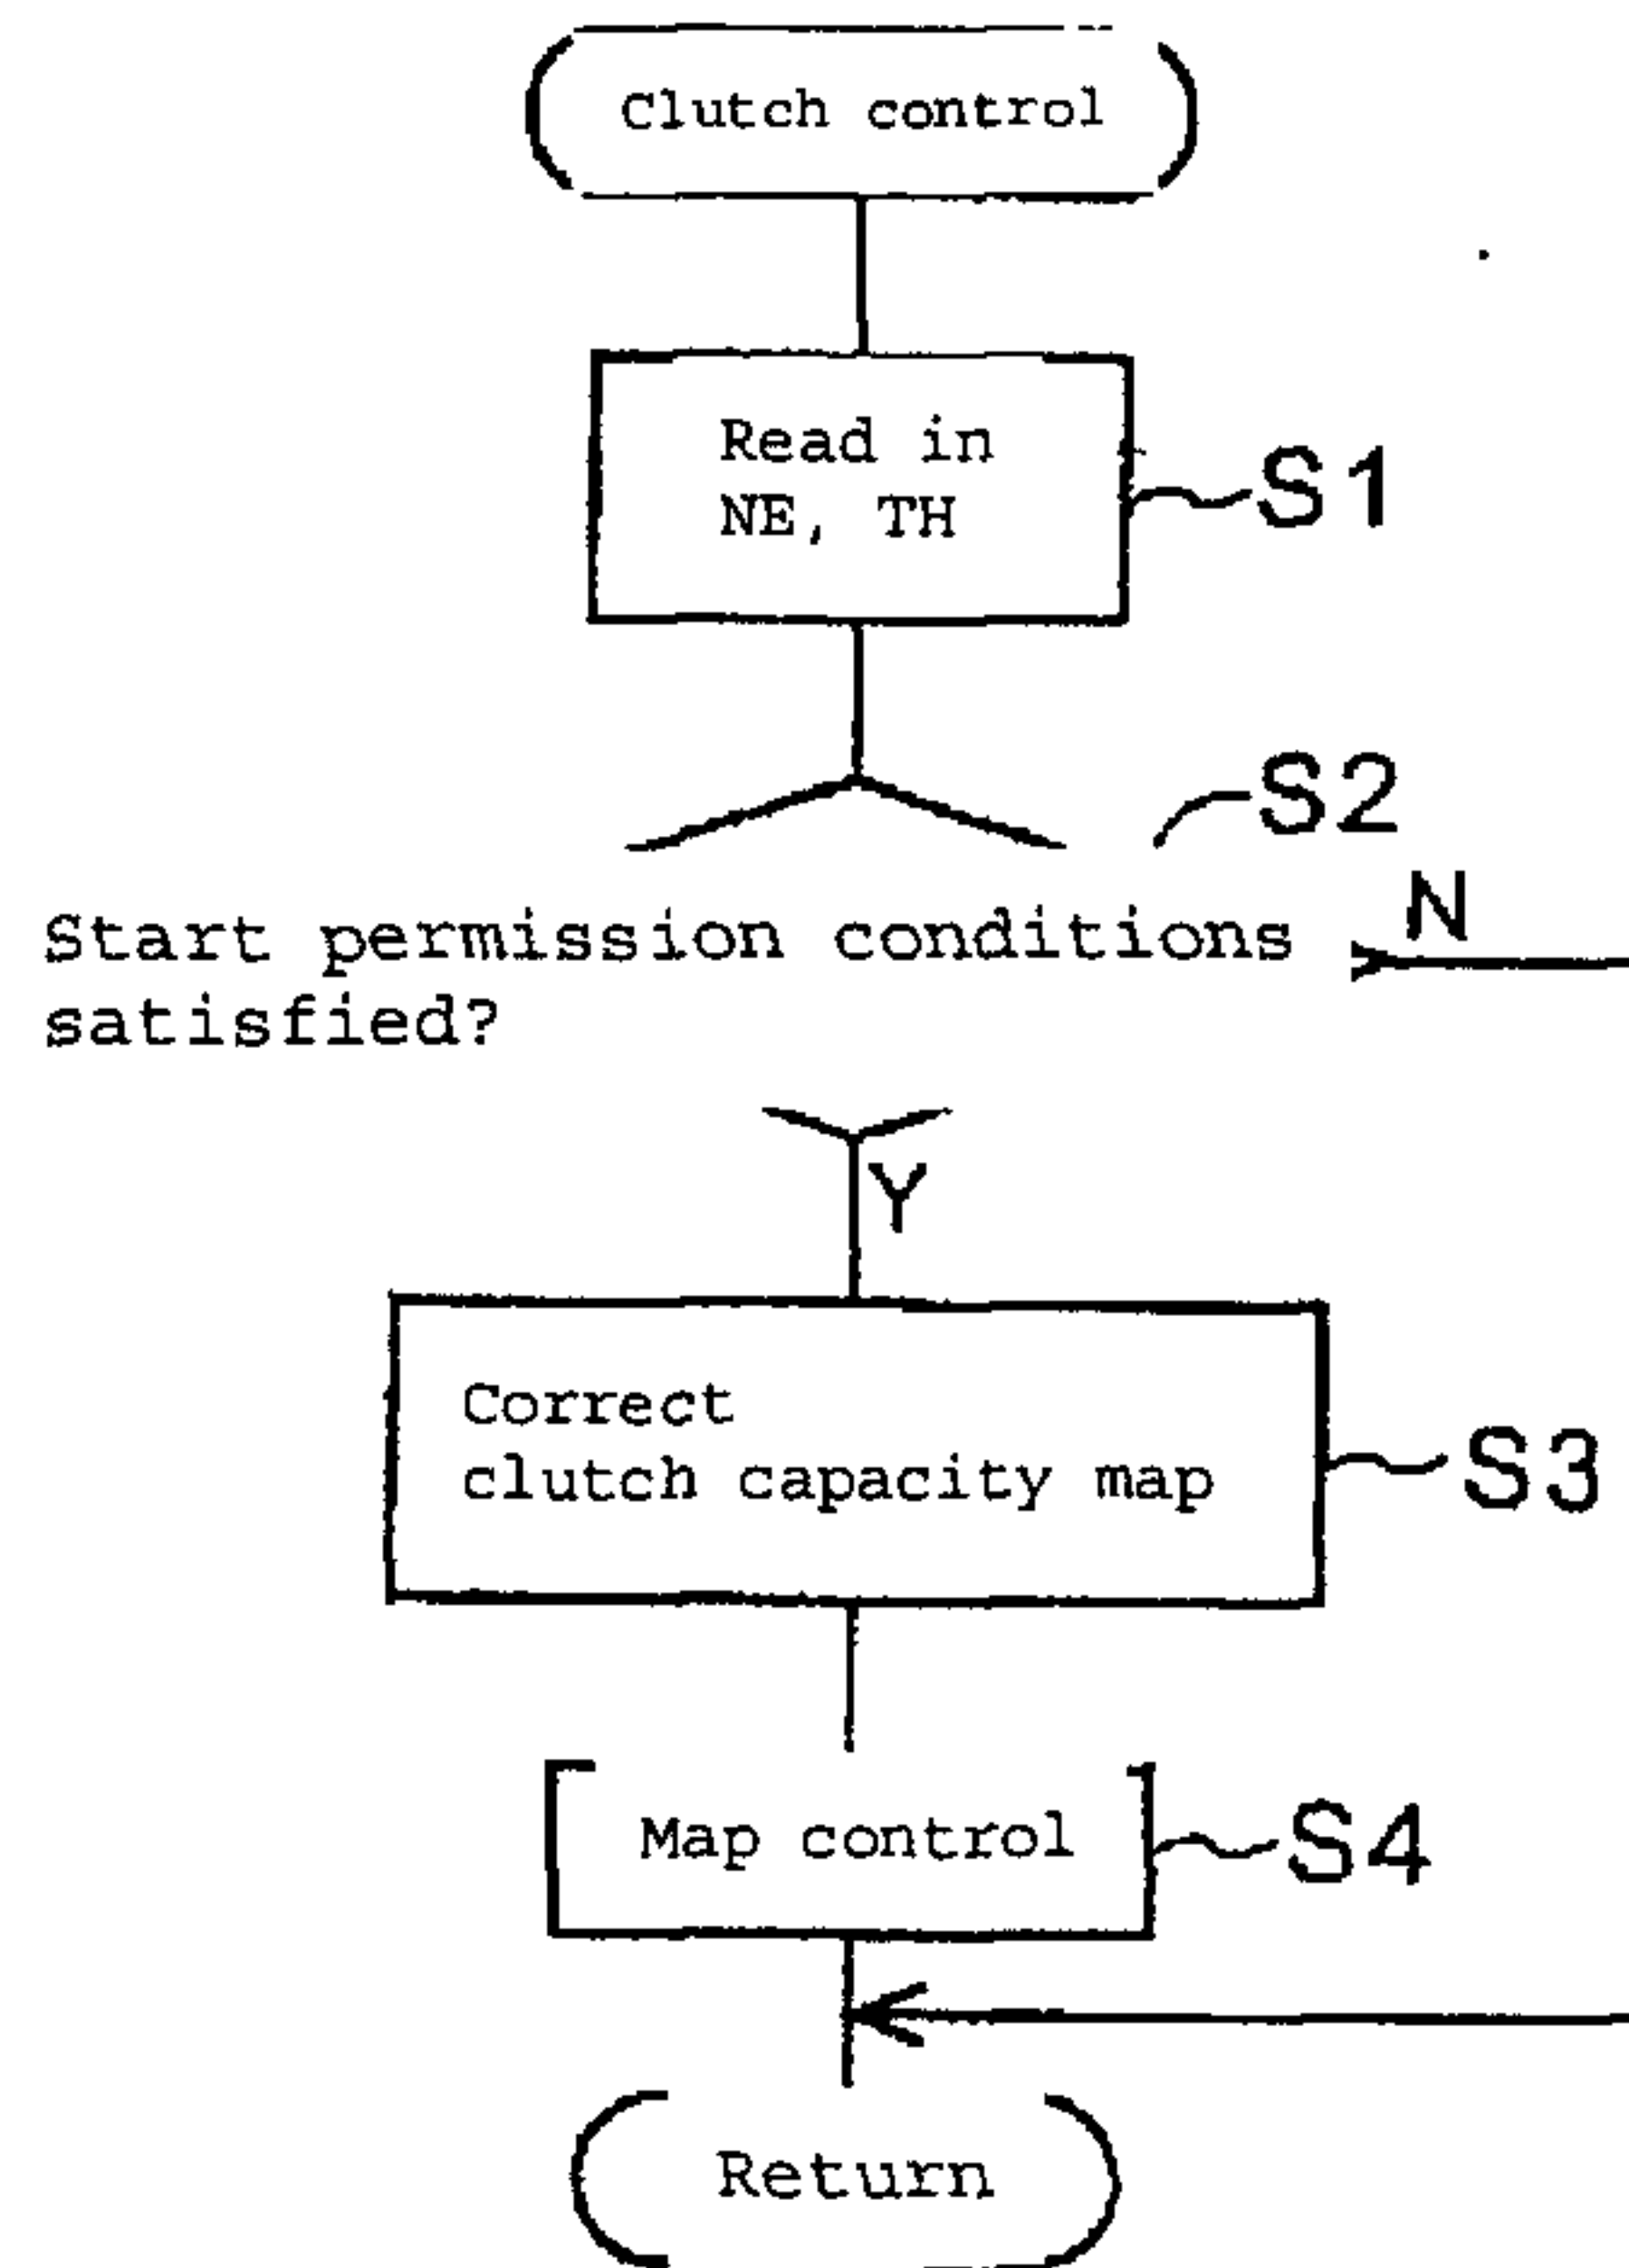 Clutch control
Read in
NE, TH
S1
S2
Start permission conditions
satisfied?
N
Y
Correct
clutch capacity map
S3
Map control
S4
Return